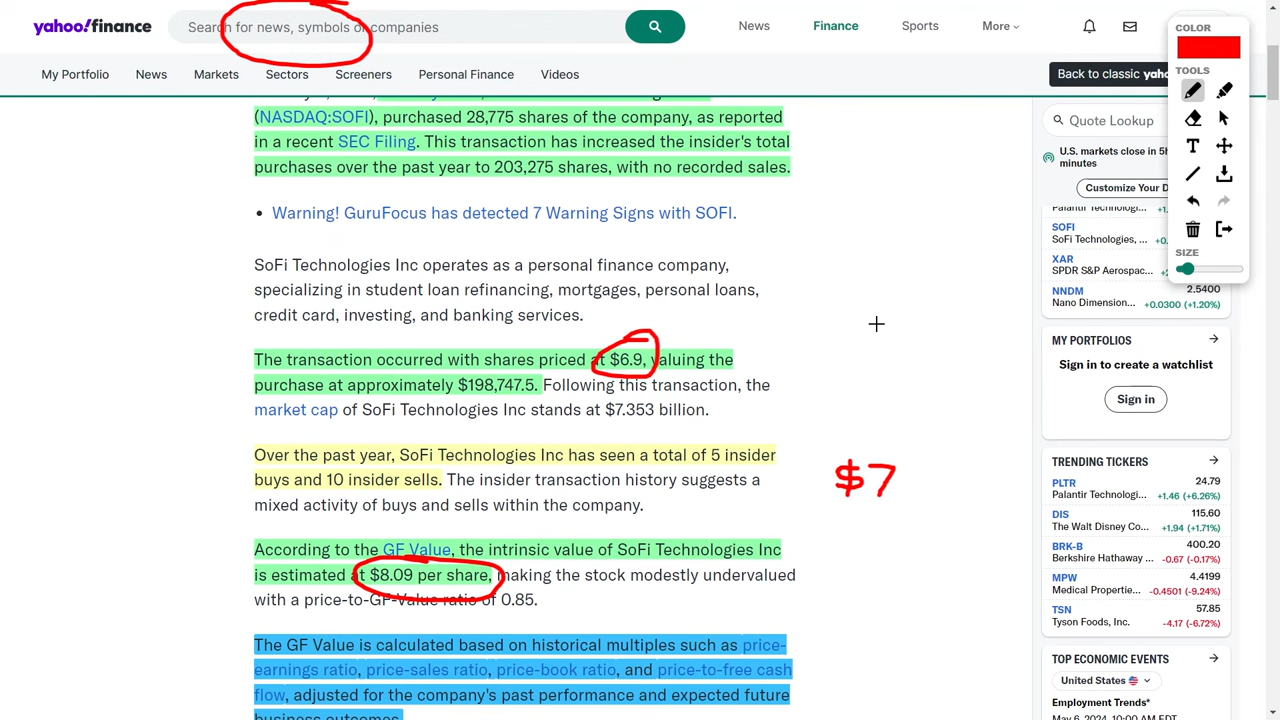 yahoo!finance
Search for news, symbols or companies
News
Finance
Sports
More
My Portfolio
News
Markets
Sectors
Screeners
Personal Finance
Videos
Back to classic yaho
(NASDAQ:SOFI), purchased 28,775 shares of the company, as reported
in a recent SEC Filing. This transaction has increased the insider's total
purchases over the past year to 203,275 shares, with no recorded sales.
• Warning! GuruFocus has detected 7 Warning Signs with SOFI.
SoFi Technologies Inc operates as a personal finance company,
specializing in student loan refinancing, mortgages, personal loans,
credit card, investing, and banking services.
The transaction occurred with shares priced at $6.9, valuing the
purchase at approximately $198,747.5. Following this transaction, the
market cap of SoFi Technologies Inc stands at $7.353 billion.
Over the past year, SoFi Technologies Inc has seen a total of 5 insider
buys and 10 insider sells. The insider transaction history suggests a
mixed activity of buys and sells within the company.
According to the GF Value, the intrinsic value of SoFi Technologies Inc
is estimated at $8.09 per share, making the stock modestly undervalued
with a price-to-GF-Value ratio of 0.85.
The GF Value is calculated based on historical multiples such as price-
earnings ratio, price-sales ratio, price-book ratio, and price-to-free cash
flow, adjusted for the company's past performance and expected future
business outcomes.
$7
Quote Lookup
U.S. markets close in 5h
minutes
Customize Your D
Palantir Technologi...
SOFI
SoFi Technologies, ... +0.
XAR
SPDR S&P Aerospac...
NNDM 2.5400
Nano Dimension... +0.0300 (+1.20%)
MY PORTFOLIOS
Sign in to create a watchlist
Sign in
TRENDING TICKERS
PLTR 24.79
Palantir Technologi... +1.46 (+6.26%)
DIS 115.60
The Walt Disney Co... +1.94 (+1.71%)
BRK-B 400.20
Berkshire Hathaway ... -0.67 (-0.17%)
MPW 4.4199
Medical Propertie... -0.4501 (-9.24%)
TSN 57.85
Tyson Foods, Inc. -4.17 (-6.72%)
TOP ECONOMIC EVENTS
United States
Employment Trends*
May 6, 2024, 10:00 AM EDT
COLOR
TOOLS
T
SIZE